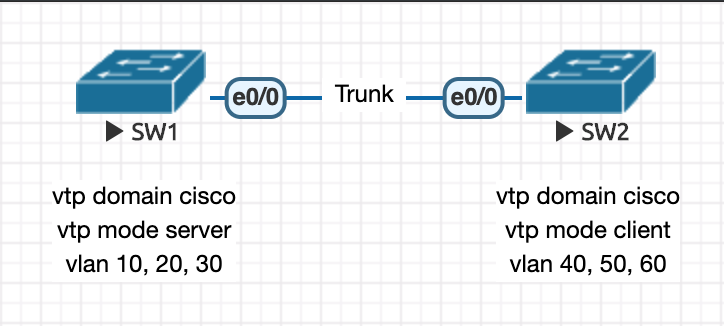 e0/0 Trunk e0/0
SW1 SW2
vtp domain cisco
vtp mode server
vlan 10, 20, 30
vtp domain cisco
vtp mode client
vlan 40, 50, 60